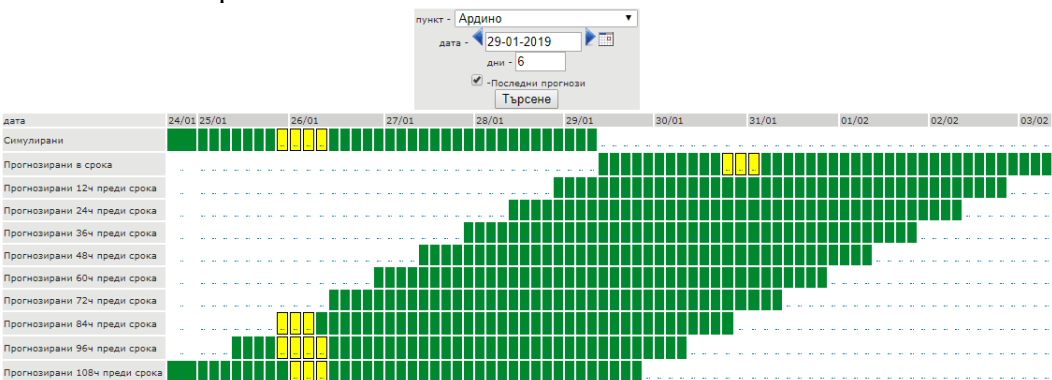 пункт - Ардино
дата - 29-01-2019
дни - 6
-Последни прогнози
Търсене
дата 24/01 25/01 26/01 27/01 28/01 29/01 30/01 31/01 01/02 02/02 03/02
Симулирани
Прогнозирани в срока
Прогнозирани 12ч преди срока
Прогнозирани 24ч преди срока
Прогнозирани 36ч преди срока
Прогнозирани 48ч преди срока
Прогнозирани 60ч преди срока
Прогнозирани 72ч преди срока
Прогнозирани 84ч преди срока
Прогнозирани 96ч преди срока
Прогнозирани 108ч преди срока